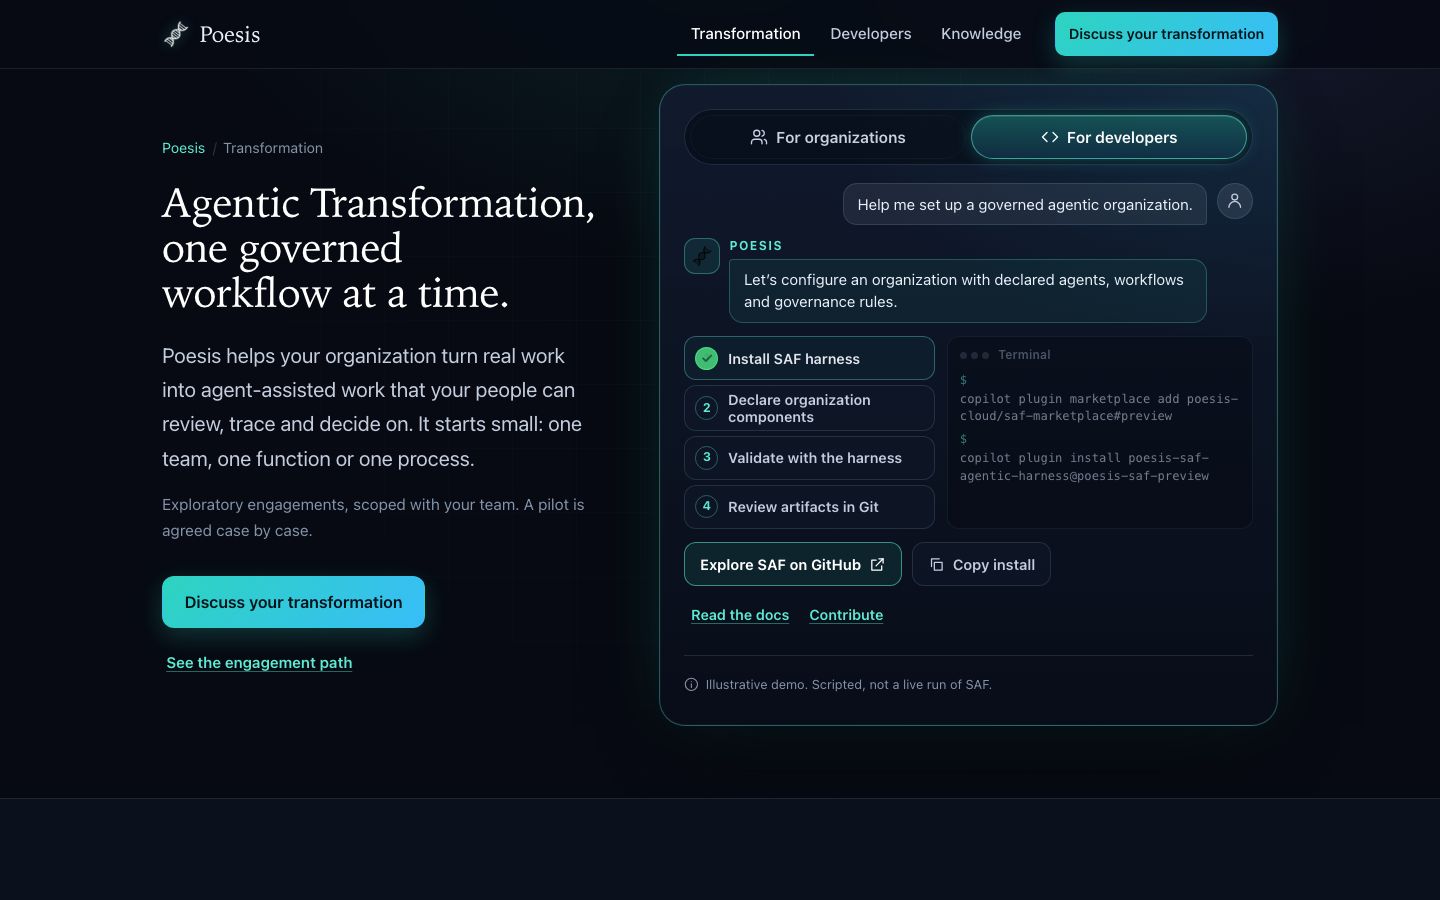 Poesis
Transformation
Developers
Knowledge
Discuss your transformation
Poesis / Transformation
Agentic Transformation,
one governed
workflow at a time.
Poesis helps your organization turn real work
into agent-assisted work that your people can
review, trace and decide on. It starts small: one
team, one function or one process.
Exploratory engagements, scoped with your team. A pilot is
agreed case by case.
Discuss your transformation
See the engagement path
For organizations
For developers
Help me set up a governed agentic organization.
POESIS
Let’s configure an organization with declared agents, workflows
and governance rules.
Install SAF harness
2
Declare organization
components
3
Validate with the harness
4
Review artifacts in Git
Terminal
$
copilot plugin marketplace add poesis-
cloud/saf-marketplace#preview
$
copilot plugin install poesis-saf-
agentic-harness@poesis-saf-preview
Explore SAF on GitHub
Copy install
Read the docs
Contribute
Illustrative demo. Scripted, not a live run of SAF.